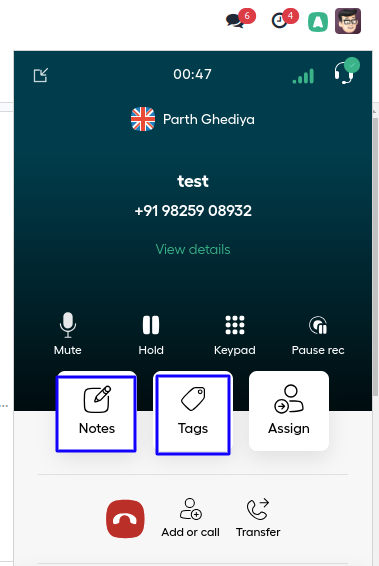 6
4
00:47
Parth Ghediya
test
+91 98259 08932
View details
Mute Hold Keypad Pause rec
Notes Tags Assign
Add or call Transfer